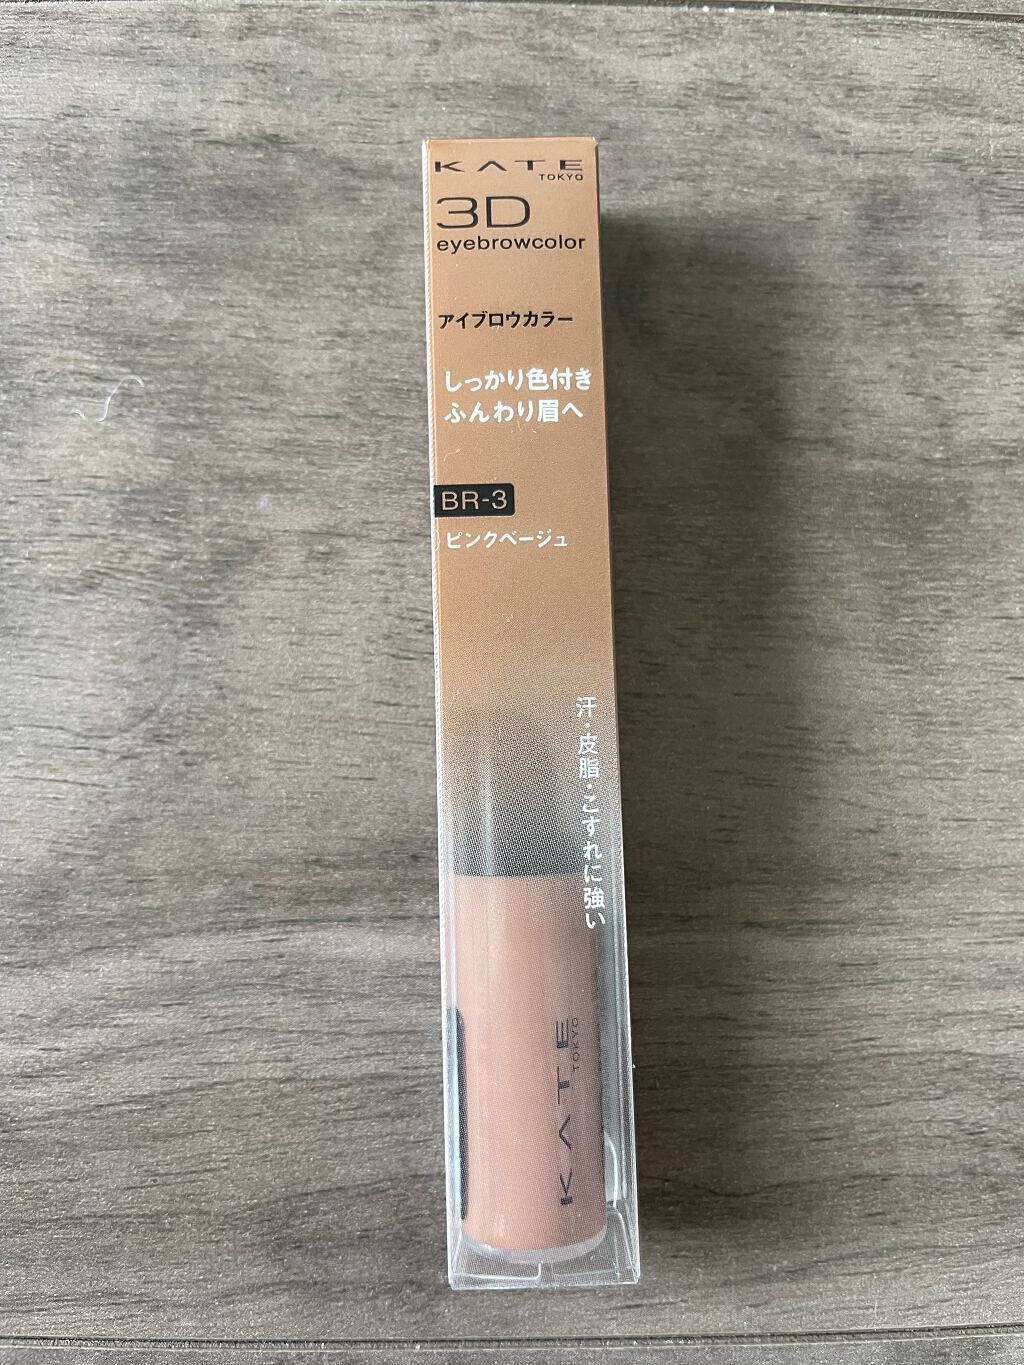 KATE
TOKYO
3D
eyebrowcolor
アイブロウカラー
しっかり色付き
ふんわり眉へ
BR-3
ピンクベージュ
汗・皮脂・こすれに強い
KATE
TOKYO